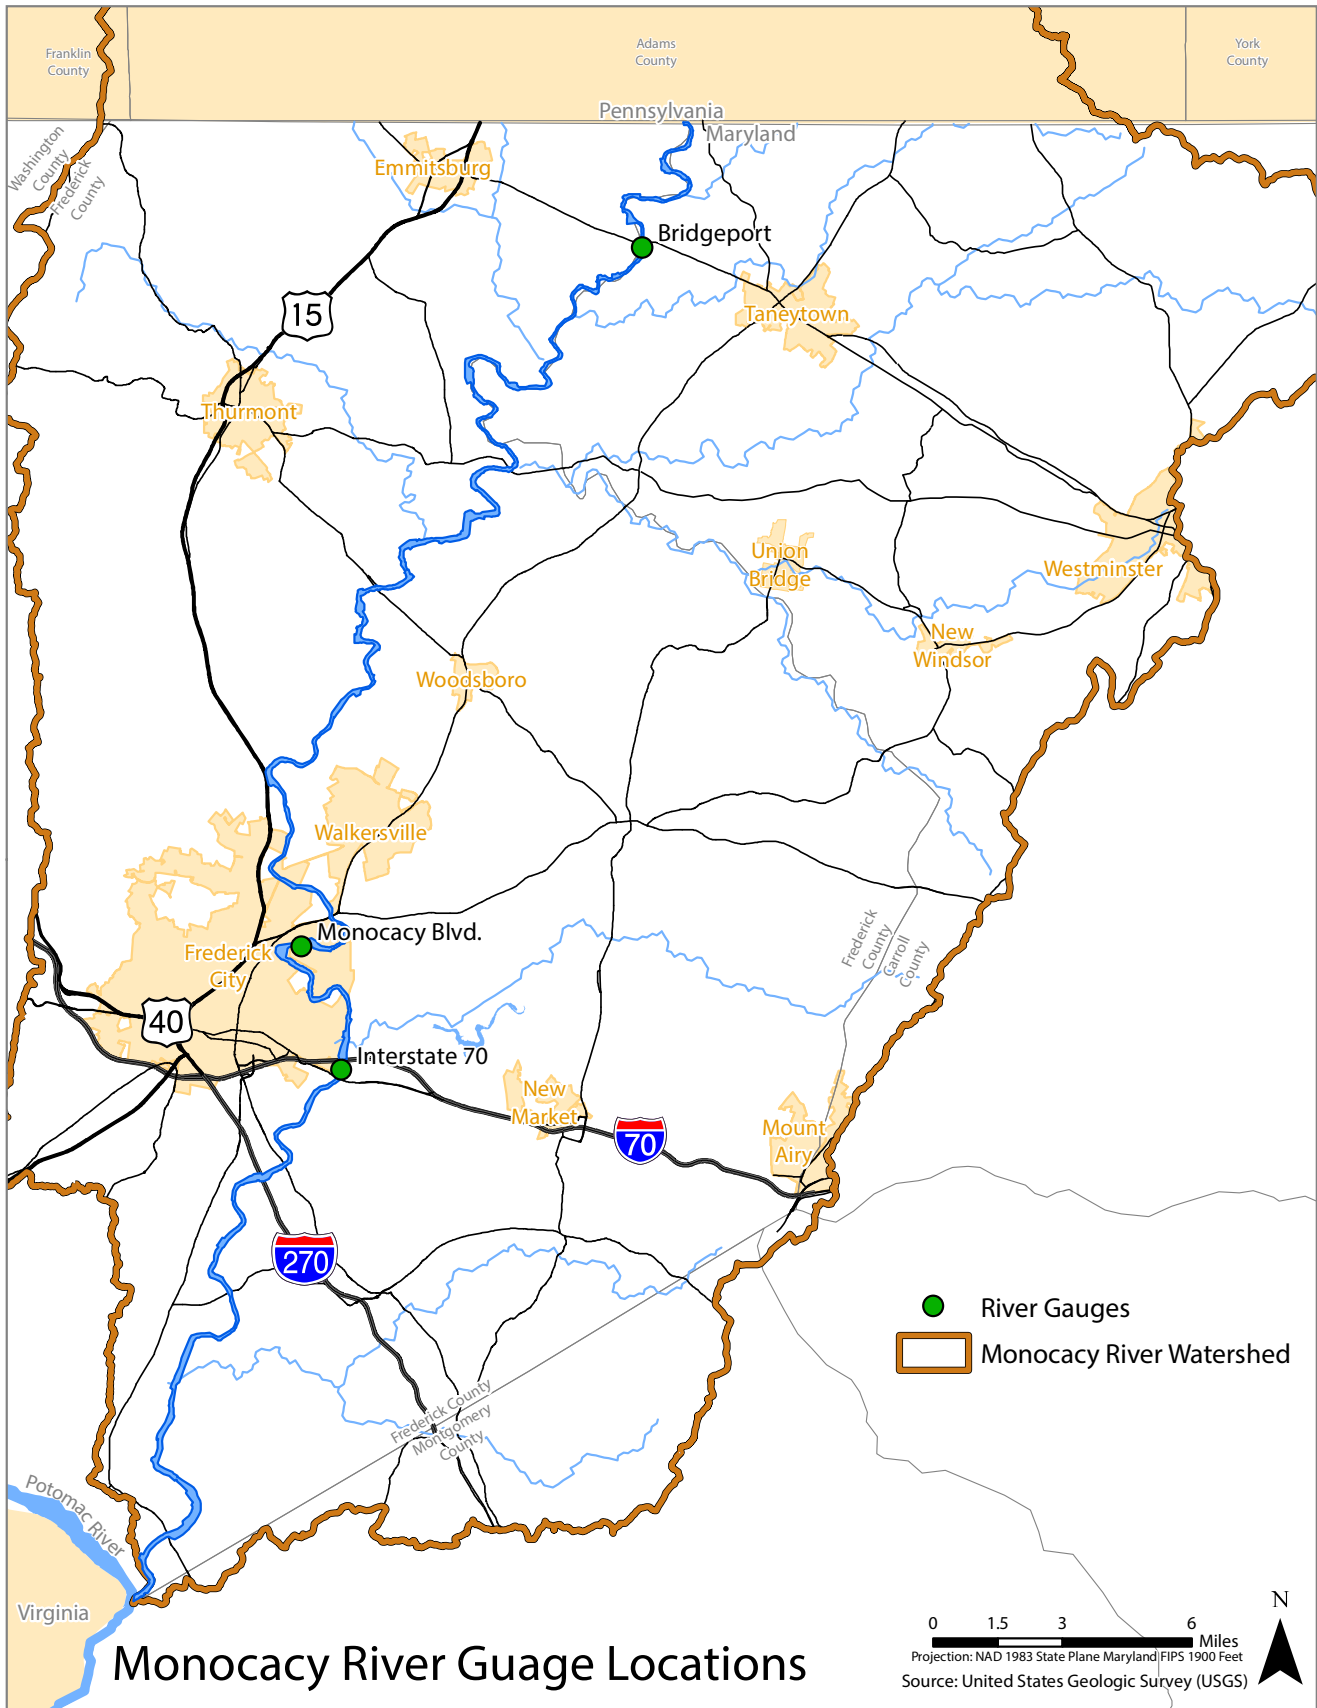 Franklin
County
Adams
County
York
County
Pennsylvania
Maryland
Washington
County
Frederick
County
Emmitsburg
Bridgeport
15
Taneytown
Thurmont
Union
Bridge
Westminster
New
Windsor
Woodsboro
Walkersville
Monocacy Blvd.
Frederick
City
Frederick
County
Carroll
County
40
Interstate 70
New
Market
70
Mount
Airy
270
River Gauges
Monocacy River Watershed
Frederick County
Montgomery
County
Potomac River
Virginia
N
0 1.5 3 6
Miles
Projection: NAD 1983 State Plane Maryland FIPS 1900 Feet
Source: United States Geologic Survey (USGS)
Monocacy River Guage Locations